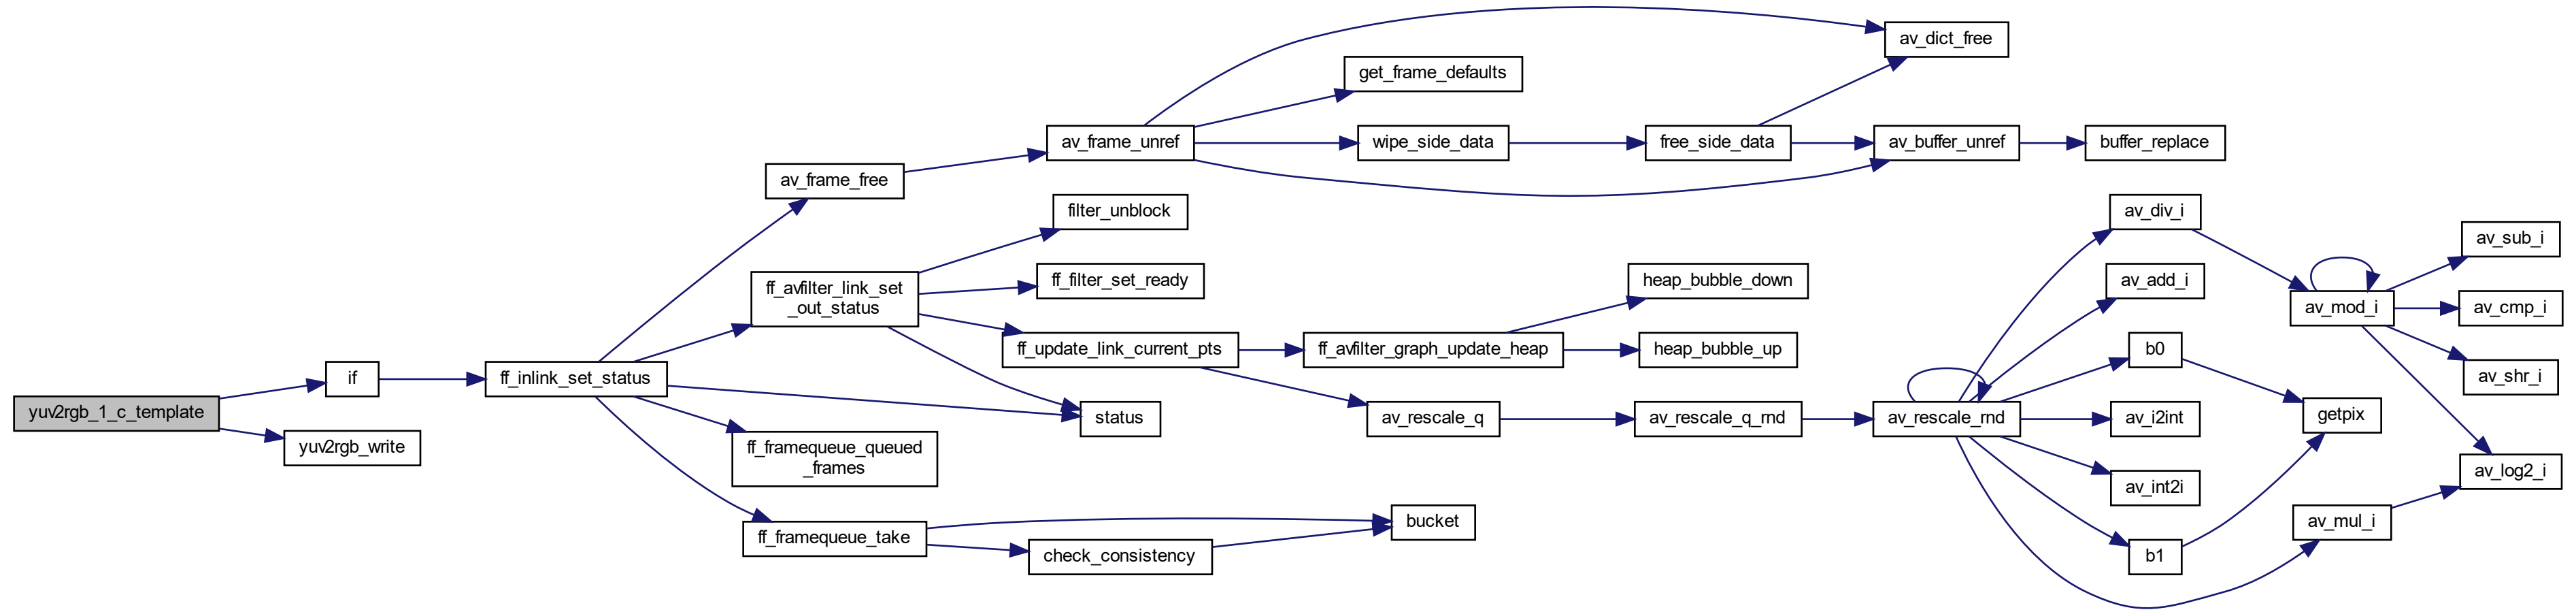 yuv2rgb_1_c_template
if
yuv2rgb_write
ff_inlink_set_status
av_frame_free
ff_avfilter_link_set
_out_status
ff_framequeue_queued
_frames
ff_framequeue_take
av_frame_unref
filter_unblock
ff_filter_set_ready
ff_update_link_current_pts
status
check_consistency
get_frame_defaults
wipe_side_data
ff_avfilter_graph_update_heap
av_rescale_q
bucket
free_side_data
heap_bubble_down
heap_bubble_up
av_rescale_q_rnd
av_dict_free
av_buffer_unref
av_rescale_rnd
buffer_replace
av_div_i
av_add_i
b0
av_i2int
av_int2i
b1
av_mod_i
getpix
av_mul_i
av_sub_i
av_cmp_i
av_shr_i
av_log2_i